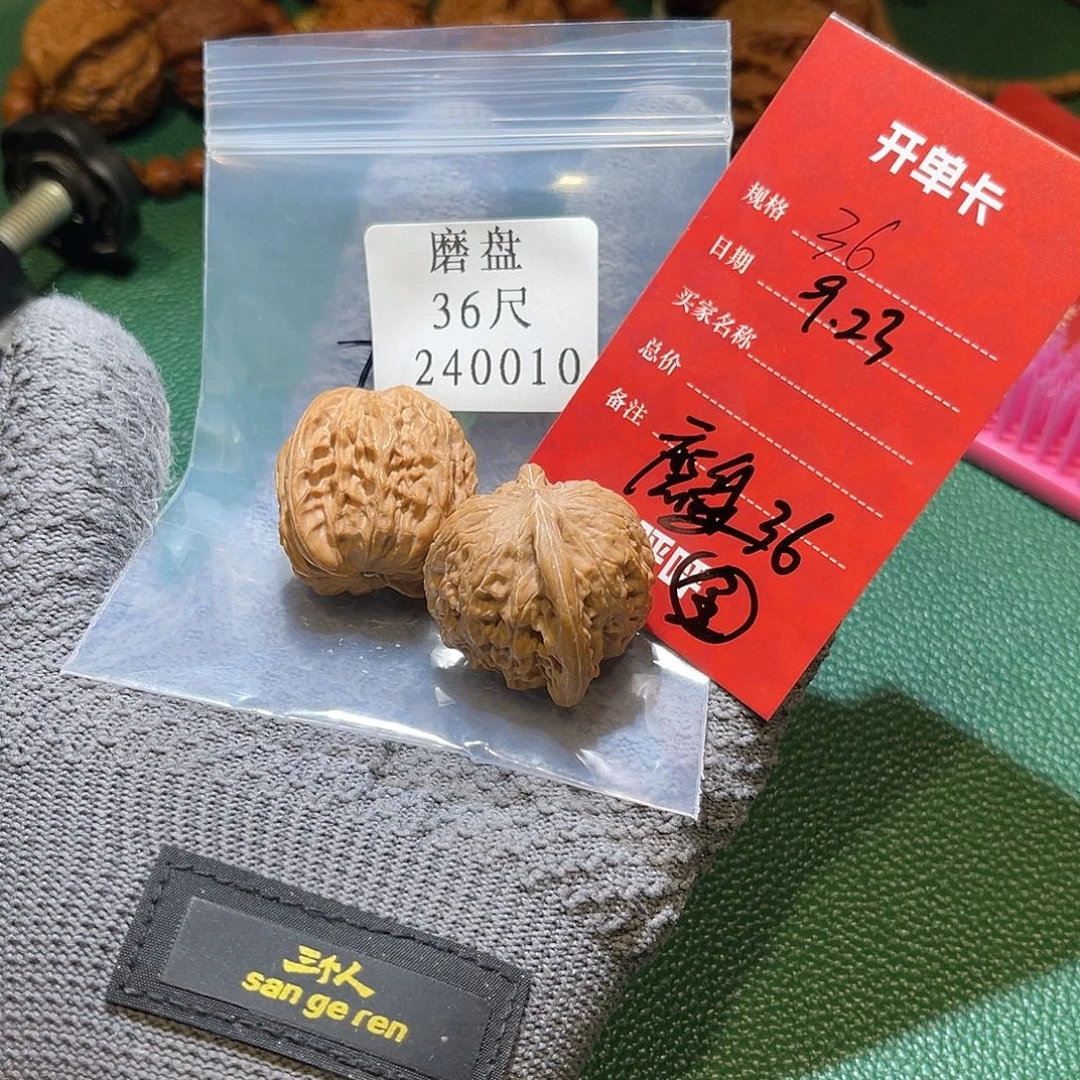 磨盘
36尺
240010
开单卡
规格 36
日期 9.23
买家名称
总价
备注 磨盘36
三个人
san ge ren